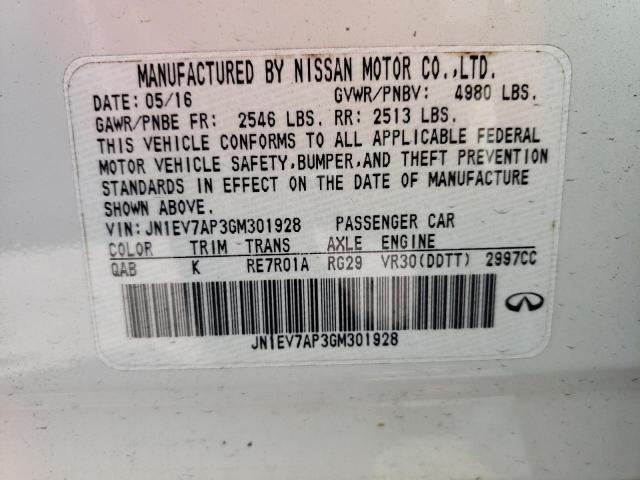 MANUFACTURED BY NISSAN MOTOR CO.,LTD.
DATE: 05/16 GVWR/PNBV: 4980 LBS.
GAWR/PNBE FR: 2546 LBS. RR: 2513 LBS.
THIS VEHICLE CONFORMS TO ALL APPLICABLE FEDERAL
MOTOR VEHICLE SAFETY,BUMPER,AND THEFT PREVENTION
STANDARDS IN EFFECT ON THE DATE OF MANUFACTURE
SHOWN ABOVE.
VIN: JN1EV7AP3GM301928 PASSENGER CAR
COLOR TRIM TRANS AXLE ENGINE
QAB K RE7R01A RG29 VR30(DDTT) 2997CC
JN1EV7AP3GM301928